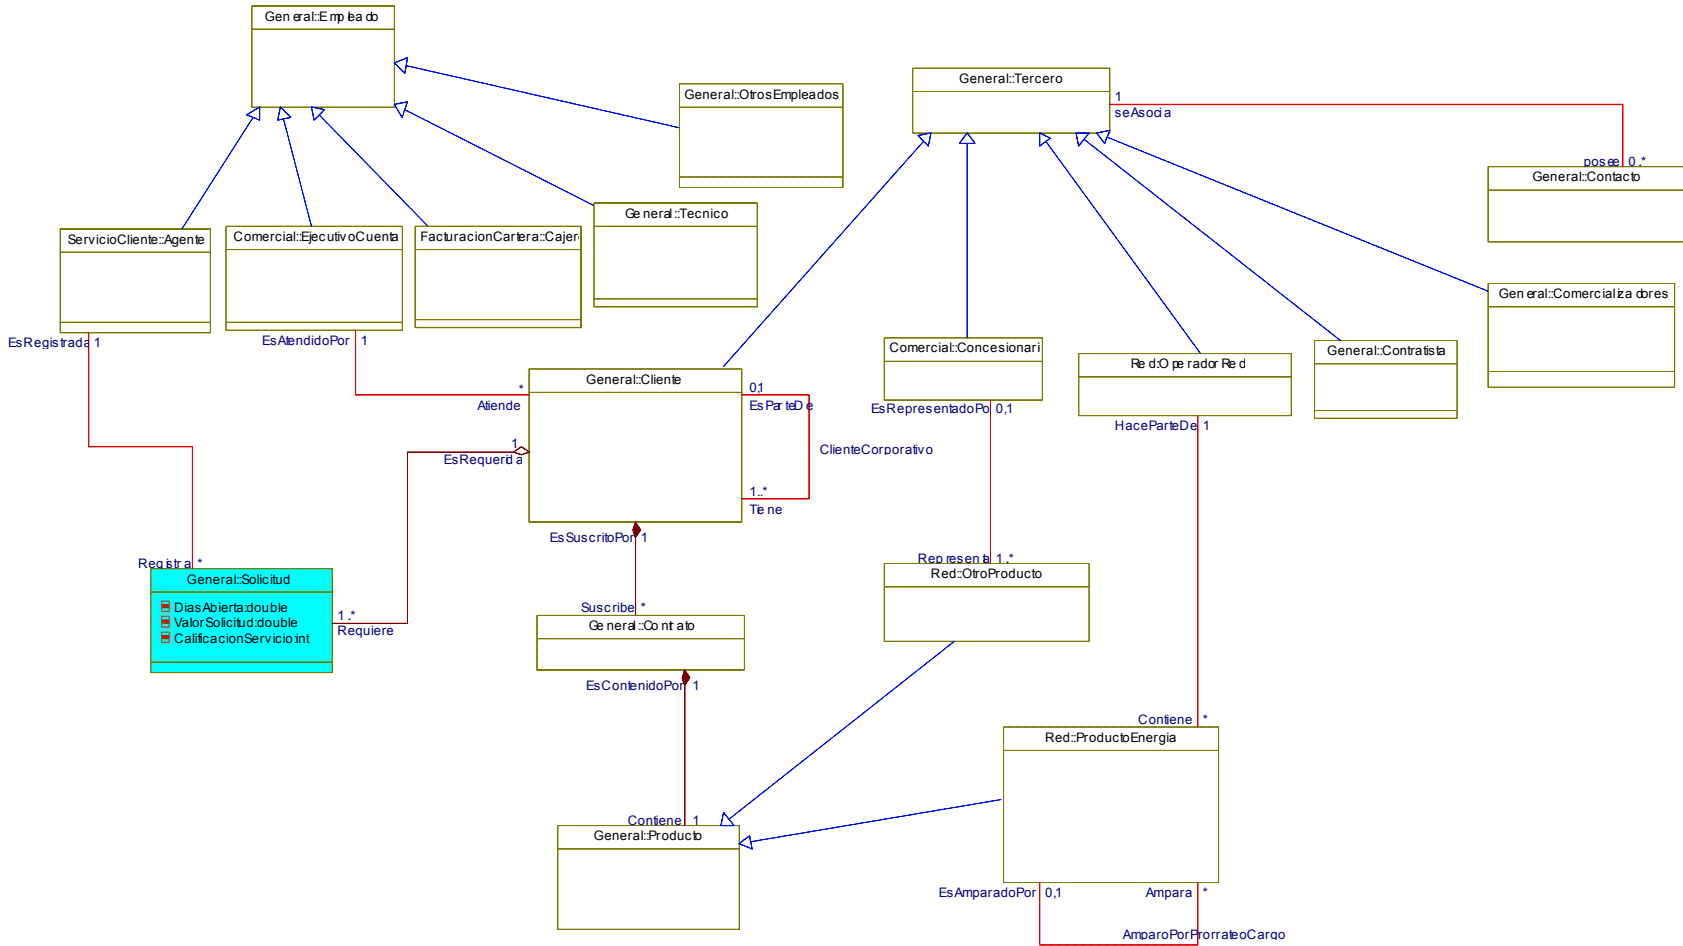 General::Empleado
General::OtrosEmpleados
General::Tercero
1
seAsocia
posee 0..*
General::Contacto
General::Tecnico
ServicioCliente::Agente
Comercial::EjecutivoCuenta
FacturacionCartera::Cajer
General::Comercializadores
EsRegistrada 1
EsAtendidoPor 1
Comercial::Concesionari
General::Contratista
Red::OperadorRed
General::Cliente
*
Atiende
0,1
EsParteDe
EsRepresentadoPo 0,1
HaceParteDe 1
1
EsRequerida
ClienteCorporativo
1..*
Tiene
EsSuscritoPor 1
Registra *
General::Solicitud
DiasAbierta:double
ValorSolicitud:double
CalificacionServicio:int
1..*
Requiere
Representa 1..*
Red::OtroProducto
Suscribe *
General::Contrato
EsContenidoPor 1
Contiene *
Red::ProductoEnergia
Contiene 1
General::Producto
EsAmparadoPor 0,1
Ampara *
AmparoPorProrrateoCargo